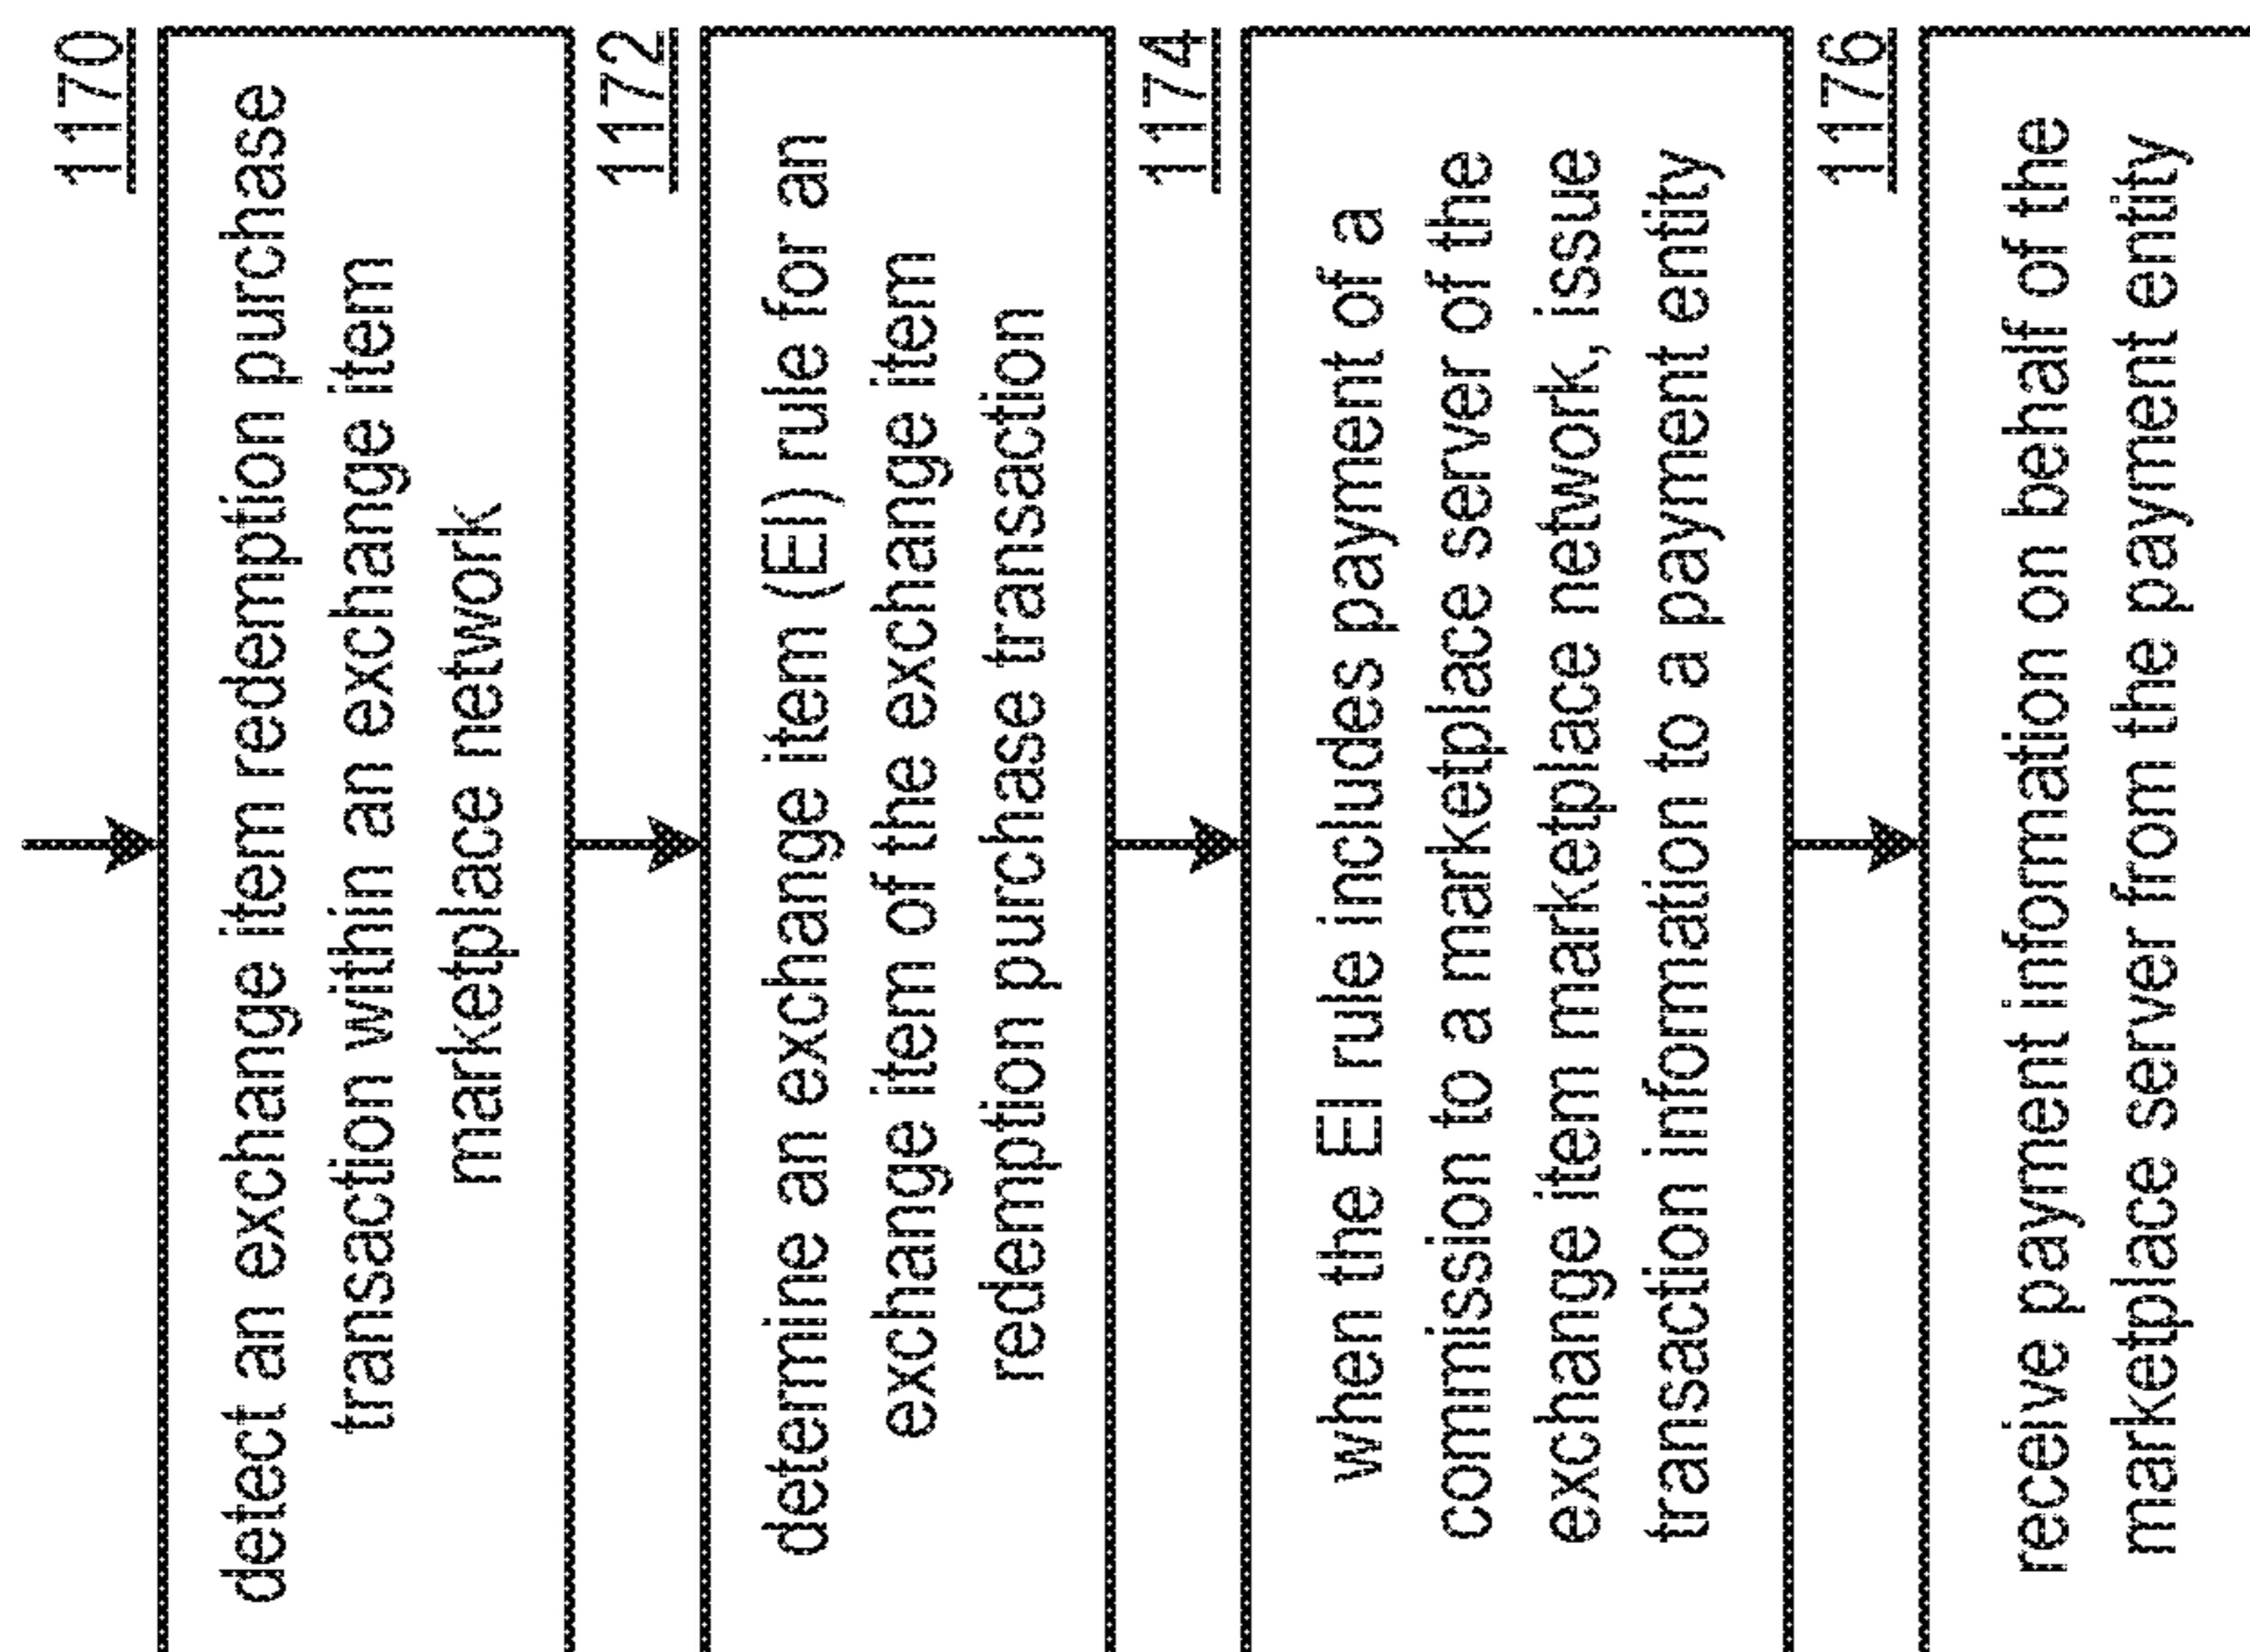 1170
detect an exchange item redemption purchase
transaction within an exchange item
marketplace network
1172
determine an exchange item (EI) rule for an
exchange item of the exchange item
redemption purchase transaction
1174
when the EI rule includes payment of a
commission to a marketplace server of the
exchange item marketplace network, issue
transaction information to a payment entity
1176
receive payment information on behalf of the
marketplace server from the payment entity